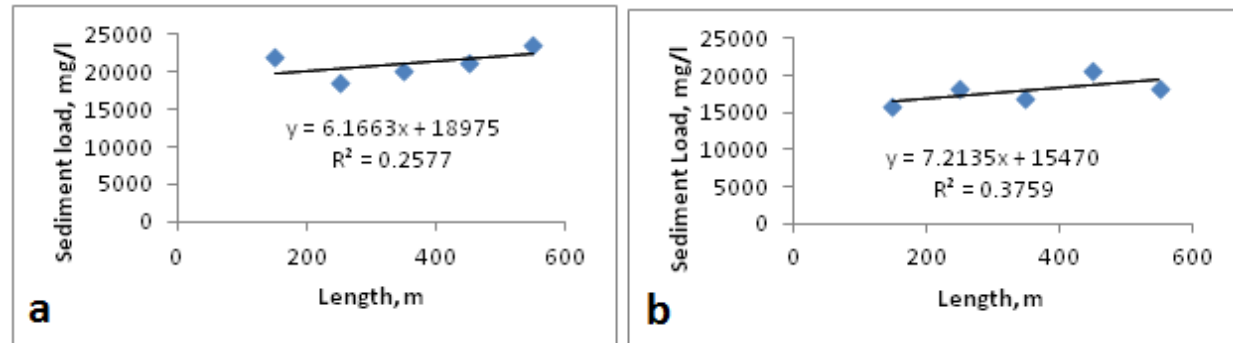 Sediment load, mg/l
25000
20000
15000
10000
5000
0
y = 6.1663x + 18975
R² = 0.2577
0 200 400 600
Length, m
a
Sediment Load, mg/l
25000
20000
15000
10000
5000
0
y = 7.2135x + 15470
R² = 0.3759
0 200 400 600
Length, m
b